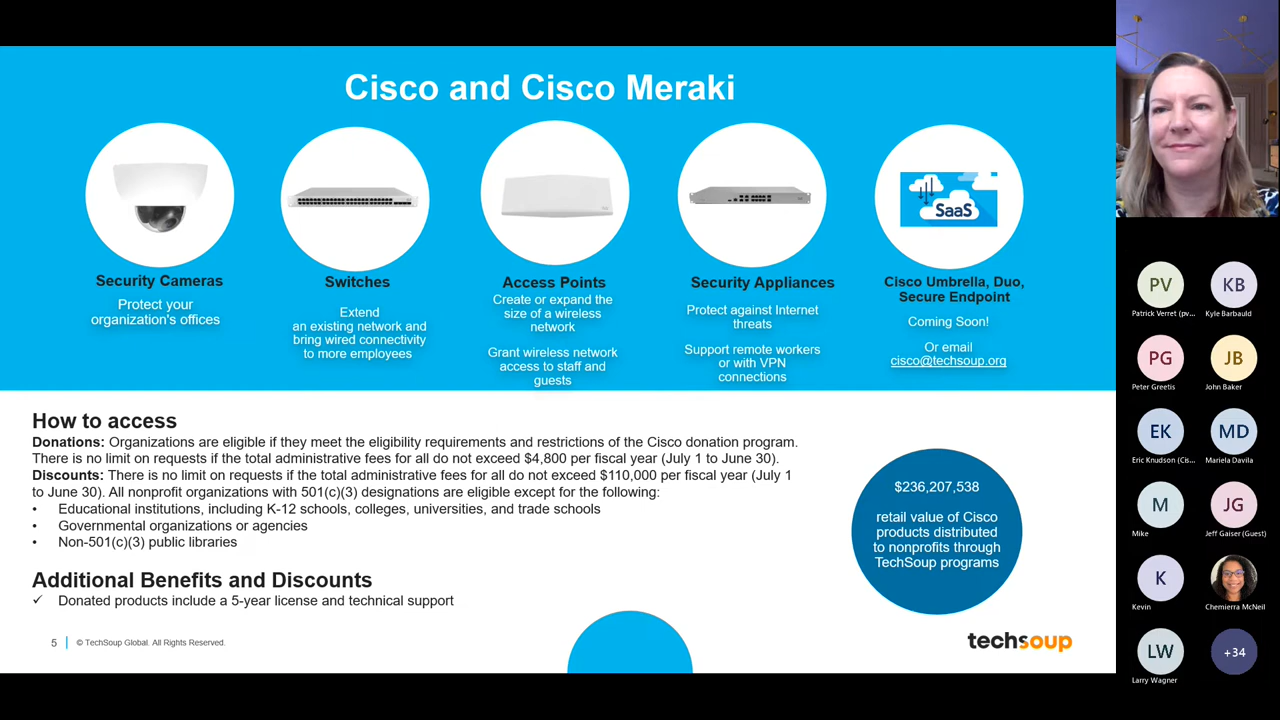 Cisco and Cisco Meraki
SaaS
Security Cameras
Protect your
organization's offices
Switches
Extend
an existing network and
bring wired connectivity
to more employees
Access Points
Create or expand the
size of a wireless
network
Grant wireless network
access to staff and
guests
Security Appliances
Protect against Internet
threats
Support remote workers
or with VPN
connections
Cisco Umbrella, Duo,
Secure Endpoint
Coming Soon!
Or email
cisco@techsoup.org
How to access
Donations: Organizations are eligible if they meet the eligibility requirements and restrictions of the Cisco donation program.
There is no limit on requests if the total administrative fees for all do not exceed $4,800 per fiscal year (July 1 to June 30).
Discounts: There is no limit on requests if the total administrative fees for all do not exceed $110,000 per fiscal year (July 1
to June 30). All nonprofit organizations with 501(c)(3) designations are eligible except for the following:
• Educational institutions, including K-12 schools, colleges, universities, and trade schools
• Governmental organizations or agencies
• Non-501(c)(3) public libraries
Additional Benefits and Discounts
✓ Donated products include a 5-year license and technical support
$236,207,538
retail value of Cisco
products distributed
to nonprofits through
TechSoup programs
5
© TechSoup Global. All Rights Reserved.
techsoup
PV
Patrick Verret (pv...
KB
Kyle Barbauld
PG
Peter Greetis
JB
John Baker
EK
Eric Knudson (Cis...
MD
Mariela Davila
M
Mike
JG
Jeff Gaiser (Guest)
K
Kevin
Chemierra McNeil
LW
Larry Wagner
+34